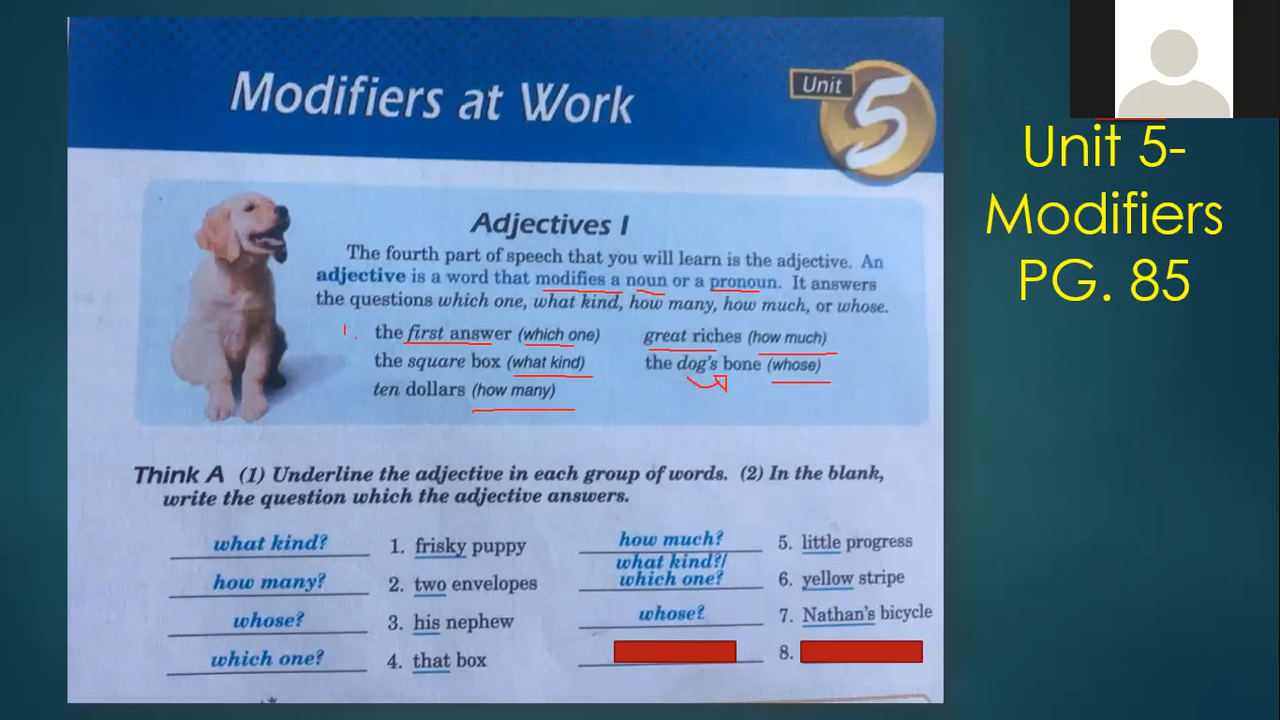 Modifiers at Work
Unit
5
Unit 5-
Modifiers
PG. 85
Adjectives I
The fourth part of speech that you will learn is the adjective. An
adjective is a word that modifies a noun or a pronoun. It answers
the questions which one, what kind, how many, how much, or whose.
1. the first answer (which one) great riches (how much)
the square box (what kind) the dog's bone (whose)
ten dollars (how many)
Think A (1) Underline the adjective in each group of words. (2) In the blank,
write the question which the adjective answers.
what kind? 1. frisky puppy
how many? 2. two envelopes
whose? 3. his nephew
which one? 4. that box
how much? 5. little progress
what kind?/
which one? 6. yellow stripe
whose? 7. Nathan's bicycle
8.